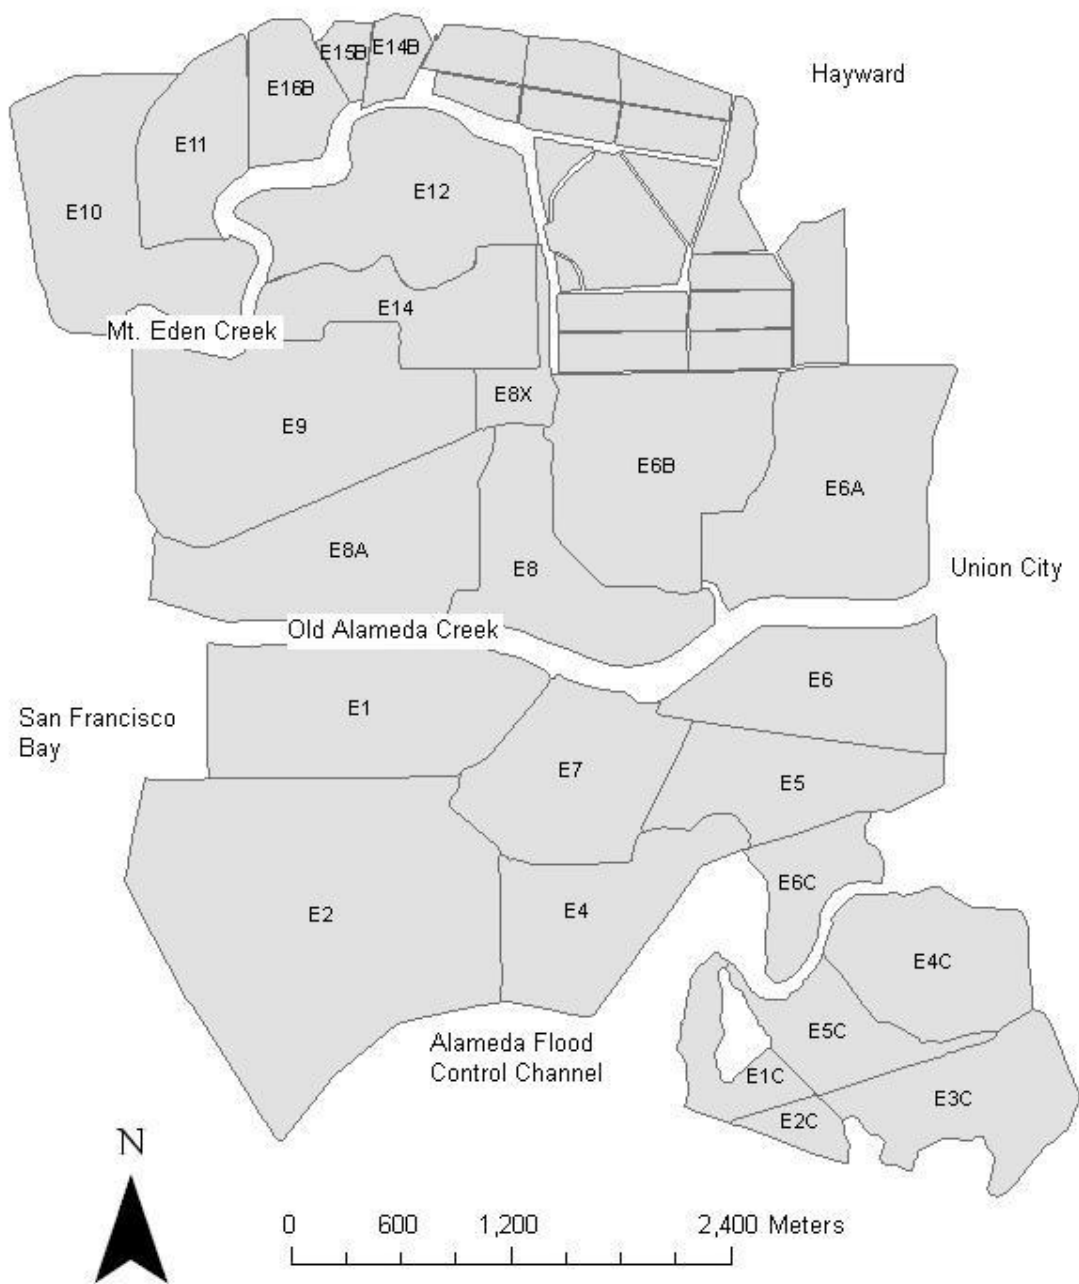 E15B
E14B
Hayward
E16B
E11
E12
E10
E14
Mt. Eden Creek
E8X
E9
E6B
E6A
E8A
E8
Union City
Old Alameda Creek
E6
E1
San Francisco
Bay
E7
E5
E6C
E2
E4
E4C
E5C
Alameda Flood
Control Channel
E1C
E3C
E2C
N
0 600 1,200 2,400 Meters